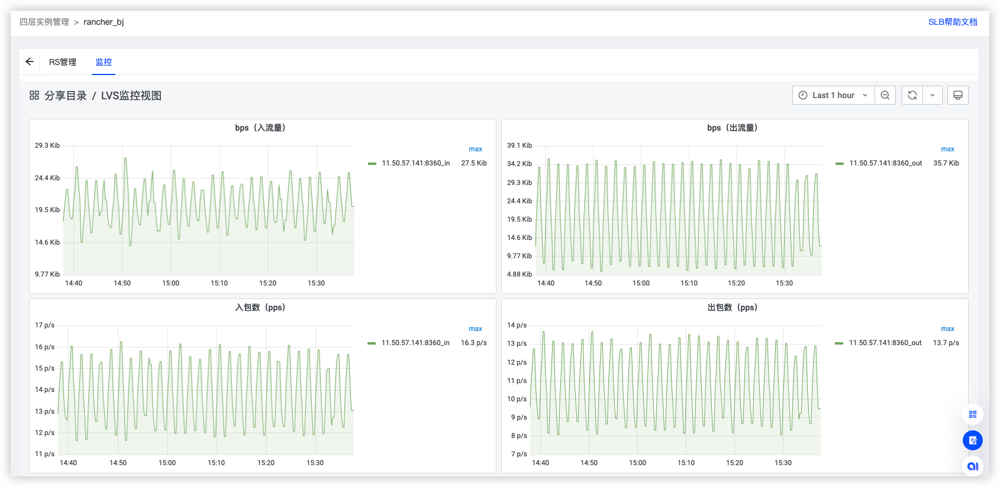 四层实例管理 > rancher_bj
SLB帮助文档
RS管理
监控
分享目录 / LVS监控视图
Last 1 hour
bps（入流量）
29.3 Kib
24.4 Kib
19.5 Kib
14.6 Kib
9.77 Kib
14:40 14:50 15:00 15:10 15:20 15:30
max
11.50.57.141:8360_in 27.5 Kib
bps（出流量）
39.1 Kib
34.2 Kib
29.3 Kib
24.4 Kib
19.5 Kib
14.6 Kib
9.77 Kib
4.88 Kib
14:40 14:50 15:00 15:10 15:20 15:30
max
11.50.57.141:8360_out 35.7 Kib
入包数（pps）
17 p/s
16 p/s
15 p/s
14 p/s
13 p/s
12 p/s
11 p/s
14:40 14:50 15:00 15:10 15:20 15:30
max
11.50.57.141:8360_in 16.3 p/s
出包数（pps）
14 p/s
13 p/s
12 p/s
11 p/s
10 p/s
9 p/s
8 p/s
7 p/s
14:40 14:50 15:00 15:10 15:20 15:30
max
11.50.57.141:8360_out 13.7 p/s